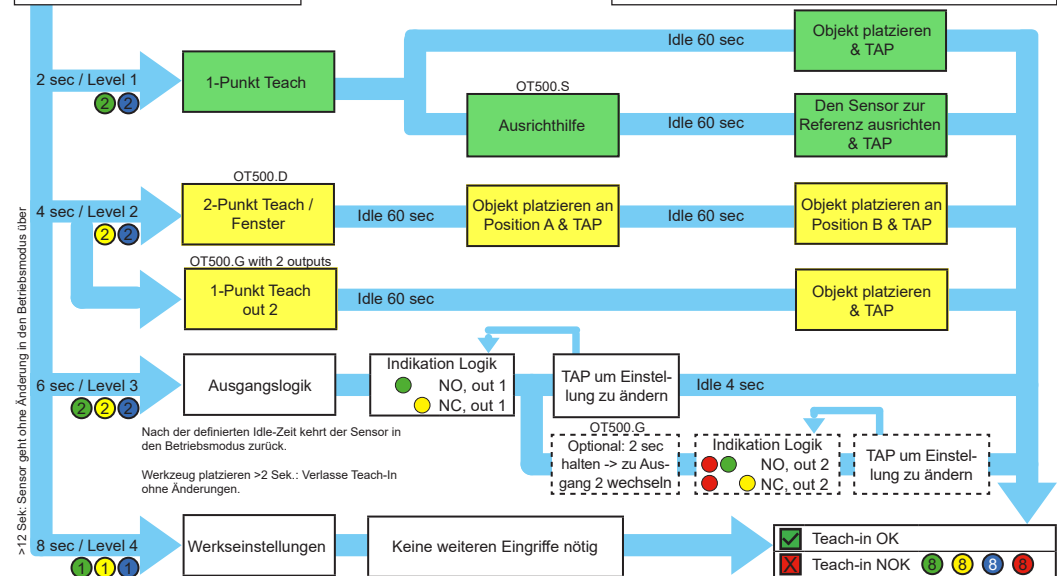 Idle 60 sec
Objekt platzieren
& TAP
2 sec / Level 1
2 2
1-Punkt Teach
OT500.S
Ausrichthilfe
Idle 60 sec
Den Sensor zur
Referenz ausrichten
& TAP
4 sec / Level 2
2 2
OT500.D
2-Punkt Teach /
Fenster
Idle 60 sec
Objekt platzieren an
Position A & TAP
Idle 60 sec
Objekt platzieren an
Position B & TAP
OT500.G with 2 outputs
1-Punkt Teach
out 2
Idle 60 sec
Objekt platzieren
& TAP
6 sec / Level 3
2 2 2
Ausgangslogik
Indikation Logik
NO, out 1
NC, out 1
TAP um Einstel-
lung zu ändern
Idle 4 sec
Nach der definierten Idle-Zeit kehrt der Sensor in
den Betriebsmodus zurück.
Werkzeug platzieren >2 Sek.: Verlasse Teach-In
ohne Änderungen.
OT500.G
Optional: 2 sec
halten -> zu Aus-
gang 2 wechseln
Indikation Logik
NO, out 2
NC, out 2
TAP um Einstel-
lung zu ändern
>12 Sek: Sensor geht ohne Änderung in den Betriebsmodus über
8 sec / Level 4
1 1 1
Werkseinstellungen
Keine weiteren Eingriffe nötig
Teach-in OK
Teach-in NOK 8 8 8 8